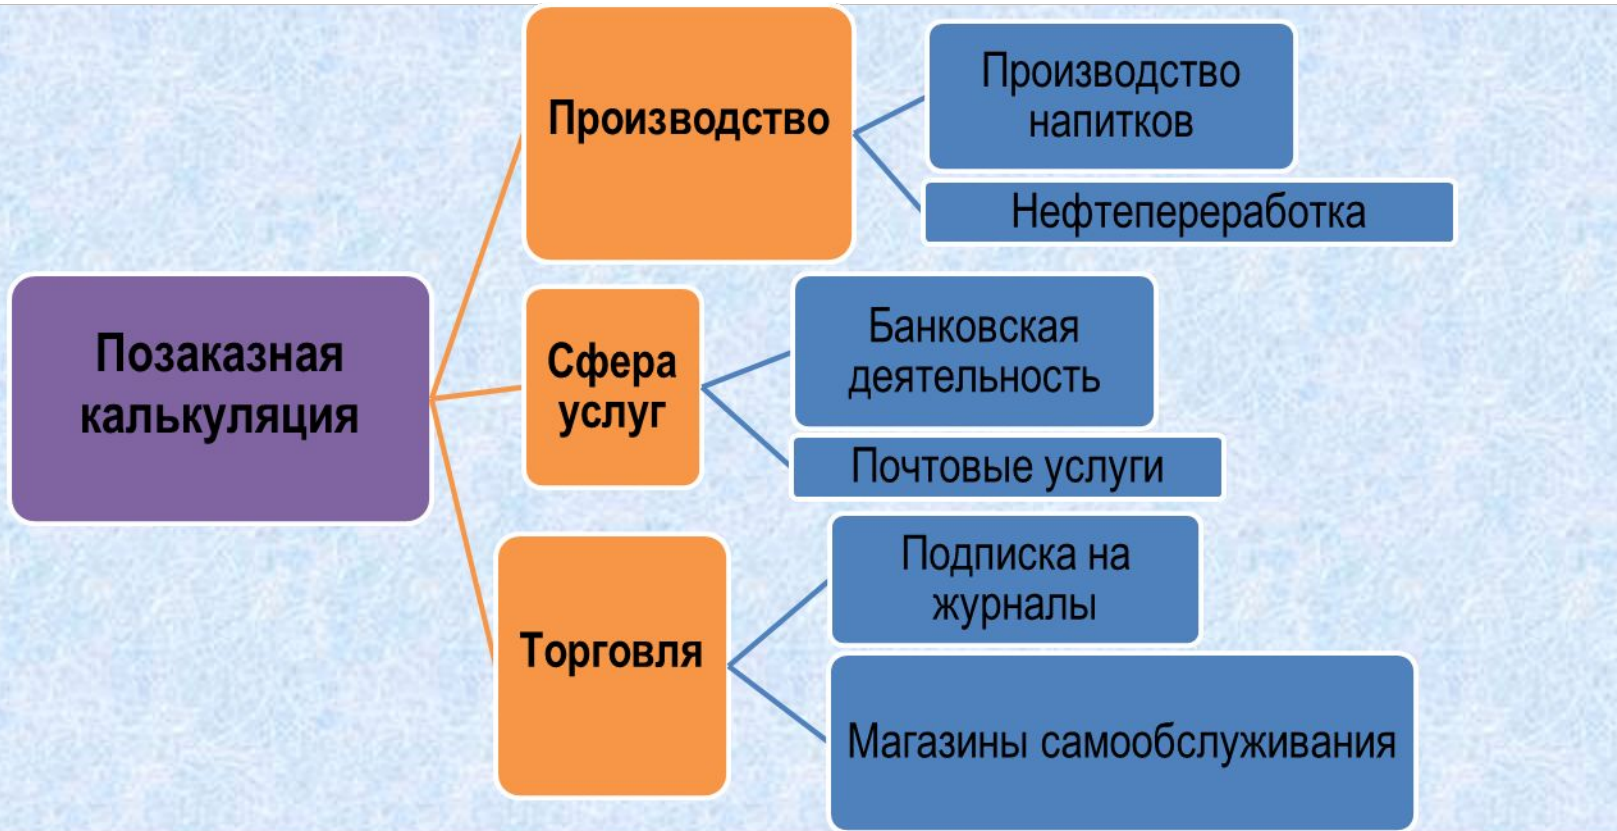 Производство
Производство
напитков
Нефтепереработка
Позаказная
калькуляция
Сфера
услуг
Банковская
деятельность
Почтовые услуги
Торговля
Подписка на
журналы
Магазины самообслуживания